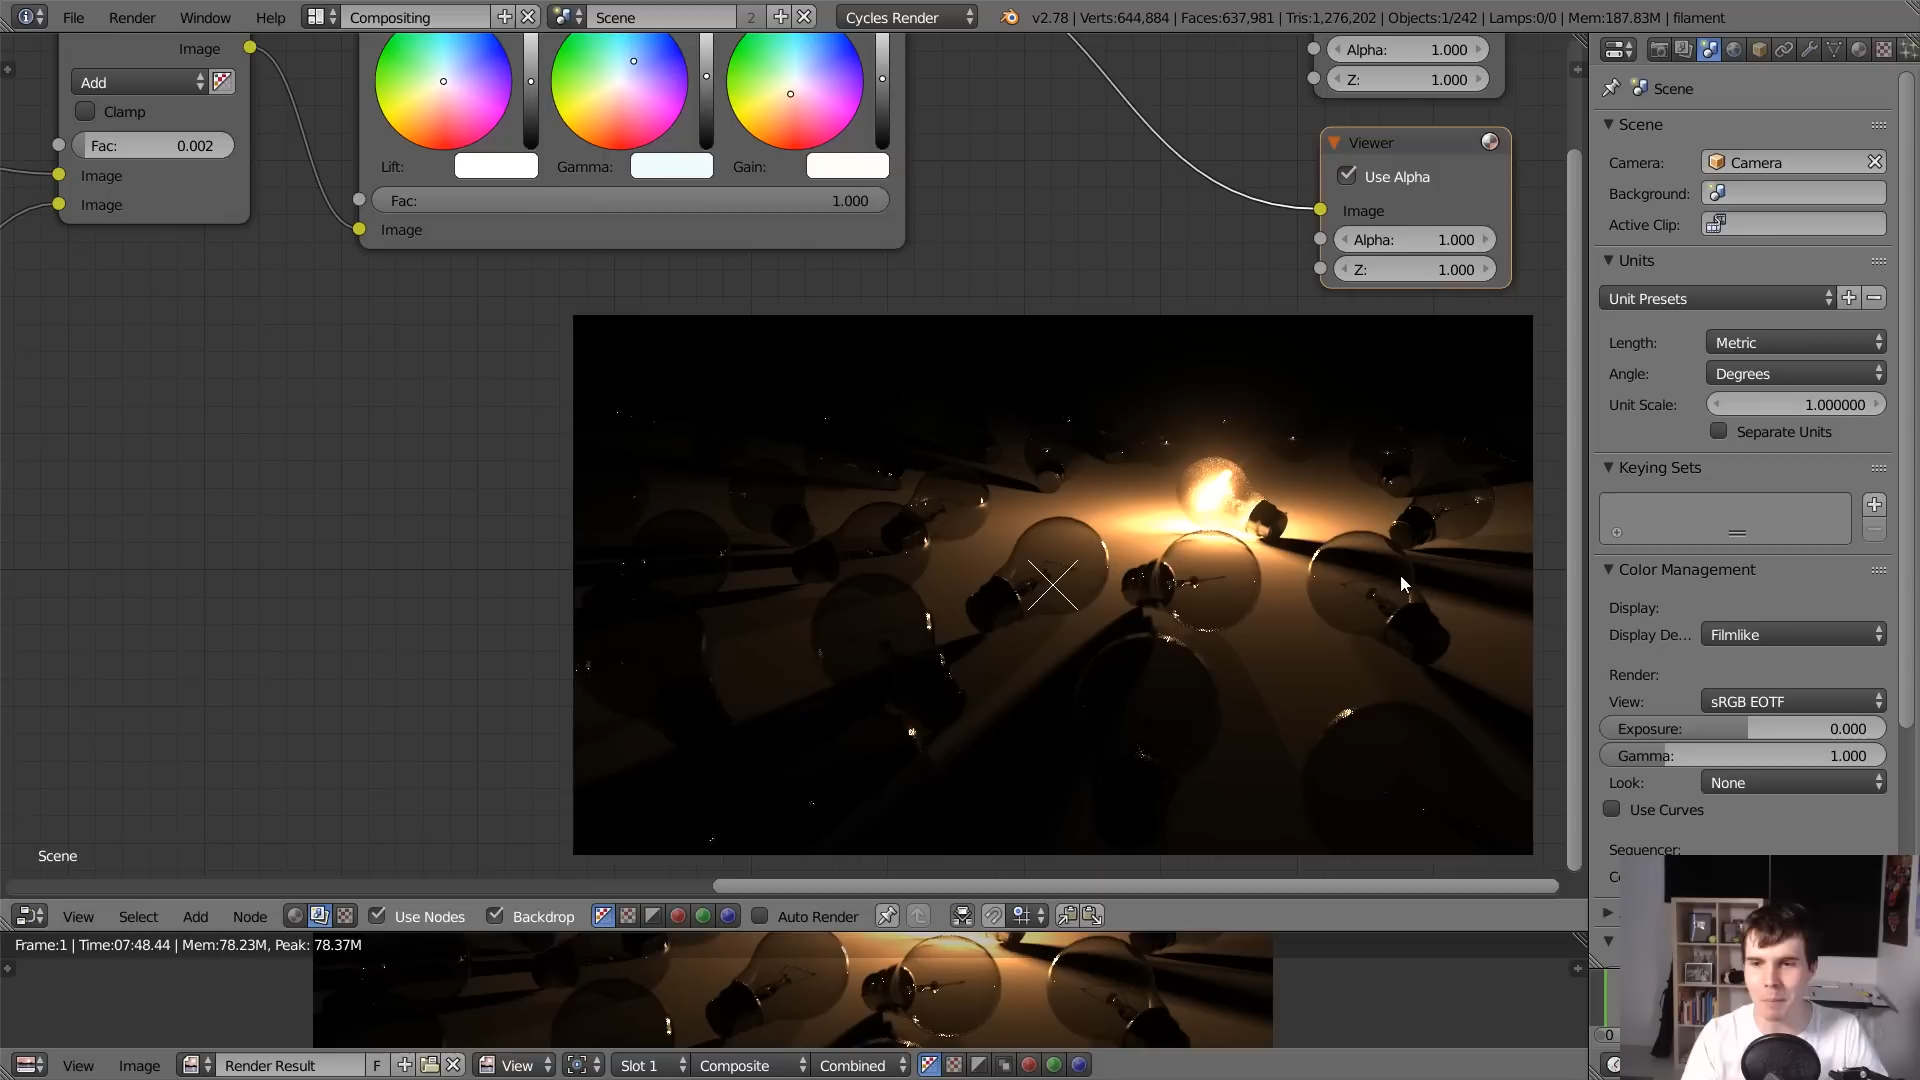 File Render Window Help Compositing Scene 2 Cycles Render v2.78 | Verts:644,884 | Faces:637,981 | Tris:1,276,202 | Objects:1/242 | Lamps:0/0 | Mem:187.83M | filament
Image
Add
Clamp
Fac: 0.002
Image
Image
Lift: Gamma: Gain:
Fac: 1.000
Image
Alpha: 1.000
Z: 1.000
Viewer
Use Alpha
Image
Alpha: 1.000
Z: 1.000
Scene
Scene
Camera: Camera
Background:
Active Clip:
Units
Unit Presets
Length: Metric
Angle: Degrees
Unit Scale: 1.000000
Separate Units
Keying Sets
Color Management
Display:
Display De... Filmlike
Render:
View: sRGB EOTF
Exposure: 0.000
Gamma: 1.000
Look: None
Use Curves
Sequencer:
Scene
View Select Add Node Use Nodes Backdrop Auto Render
Frame:1 | Time:07:48.44 | Mem:78.23M, Peak: 78.37M
View Image Render Result F View Slot 1 Composite Combined